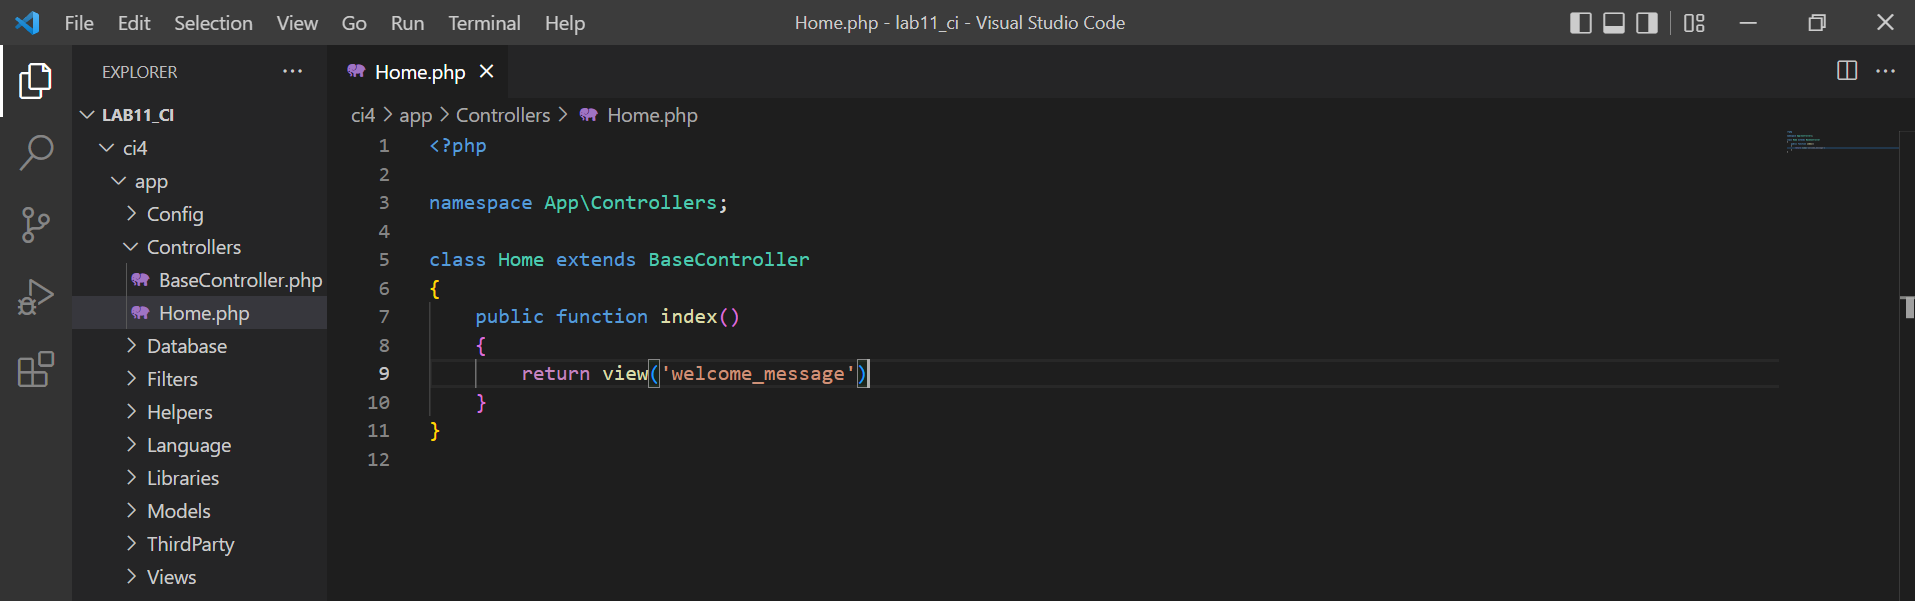 File Edit Selection View Go Run Terminal Help
Home.php - lab11_ci - Visual Studio Code
EXPLORER
LAB11_CI
ci4
app
Config
Controllers
BaseController.php
Home.php
Database
Filters
Helpers
Language
Libraries
Models
ThirdParty
Views
Home.php
ci4 > app > Controllers > Home.php
1 <?php
2
3 namespace App\Controllers;
4
5 class Home extends BaseController
6 {
7     public function index()
8     {
9         return view('welcome_message')
10     }
11 }
12